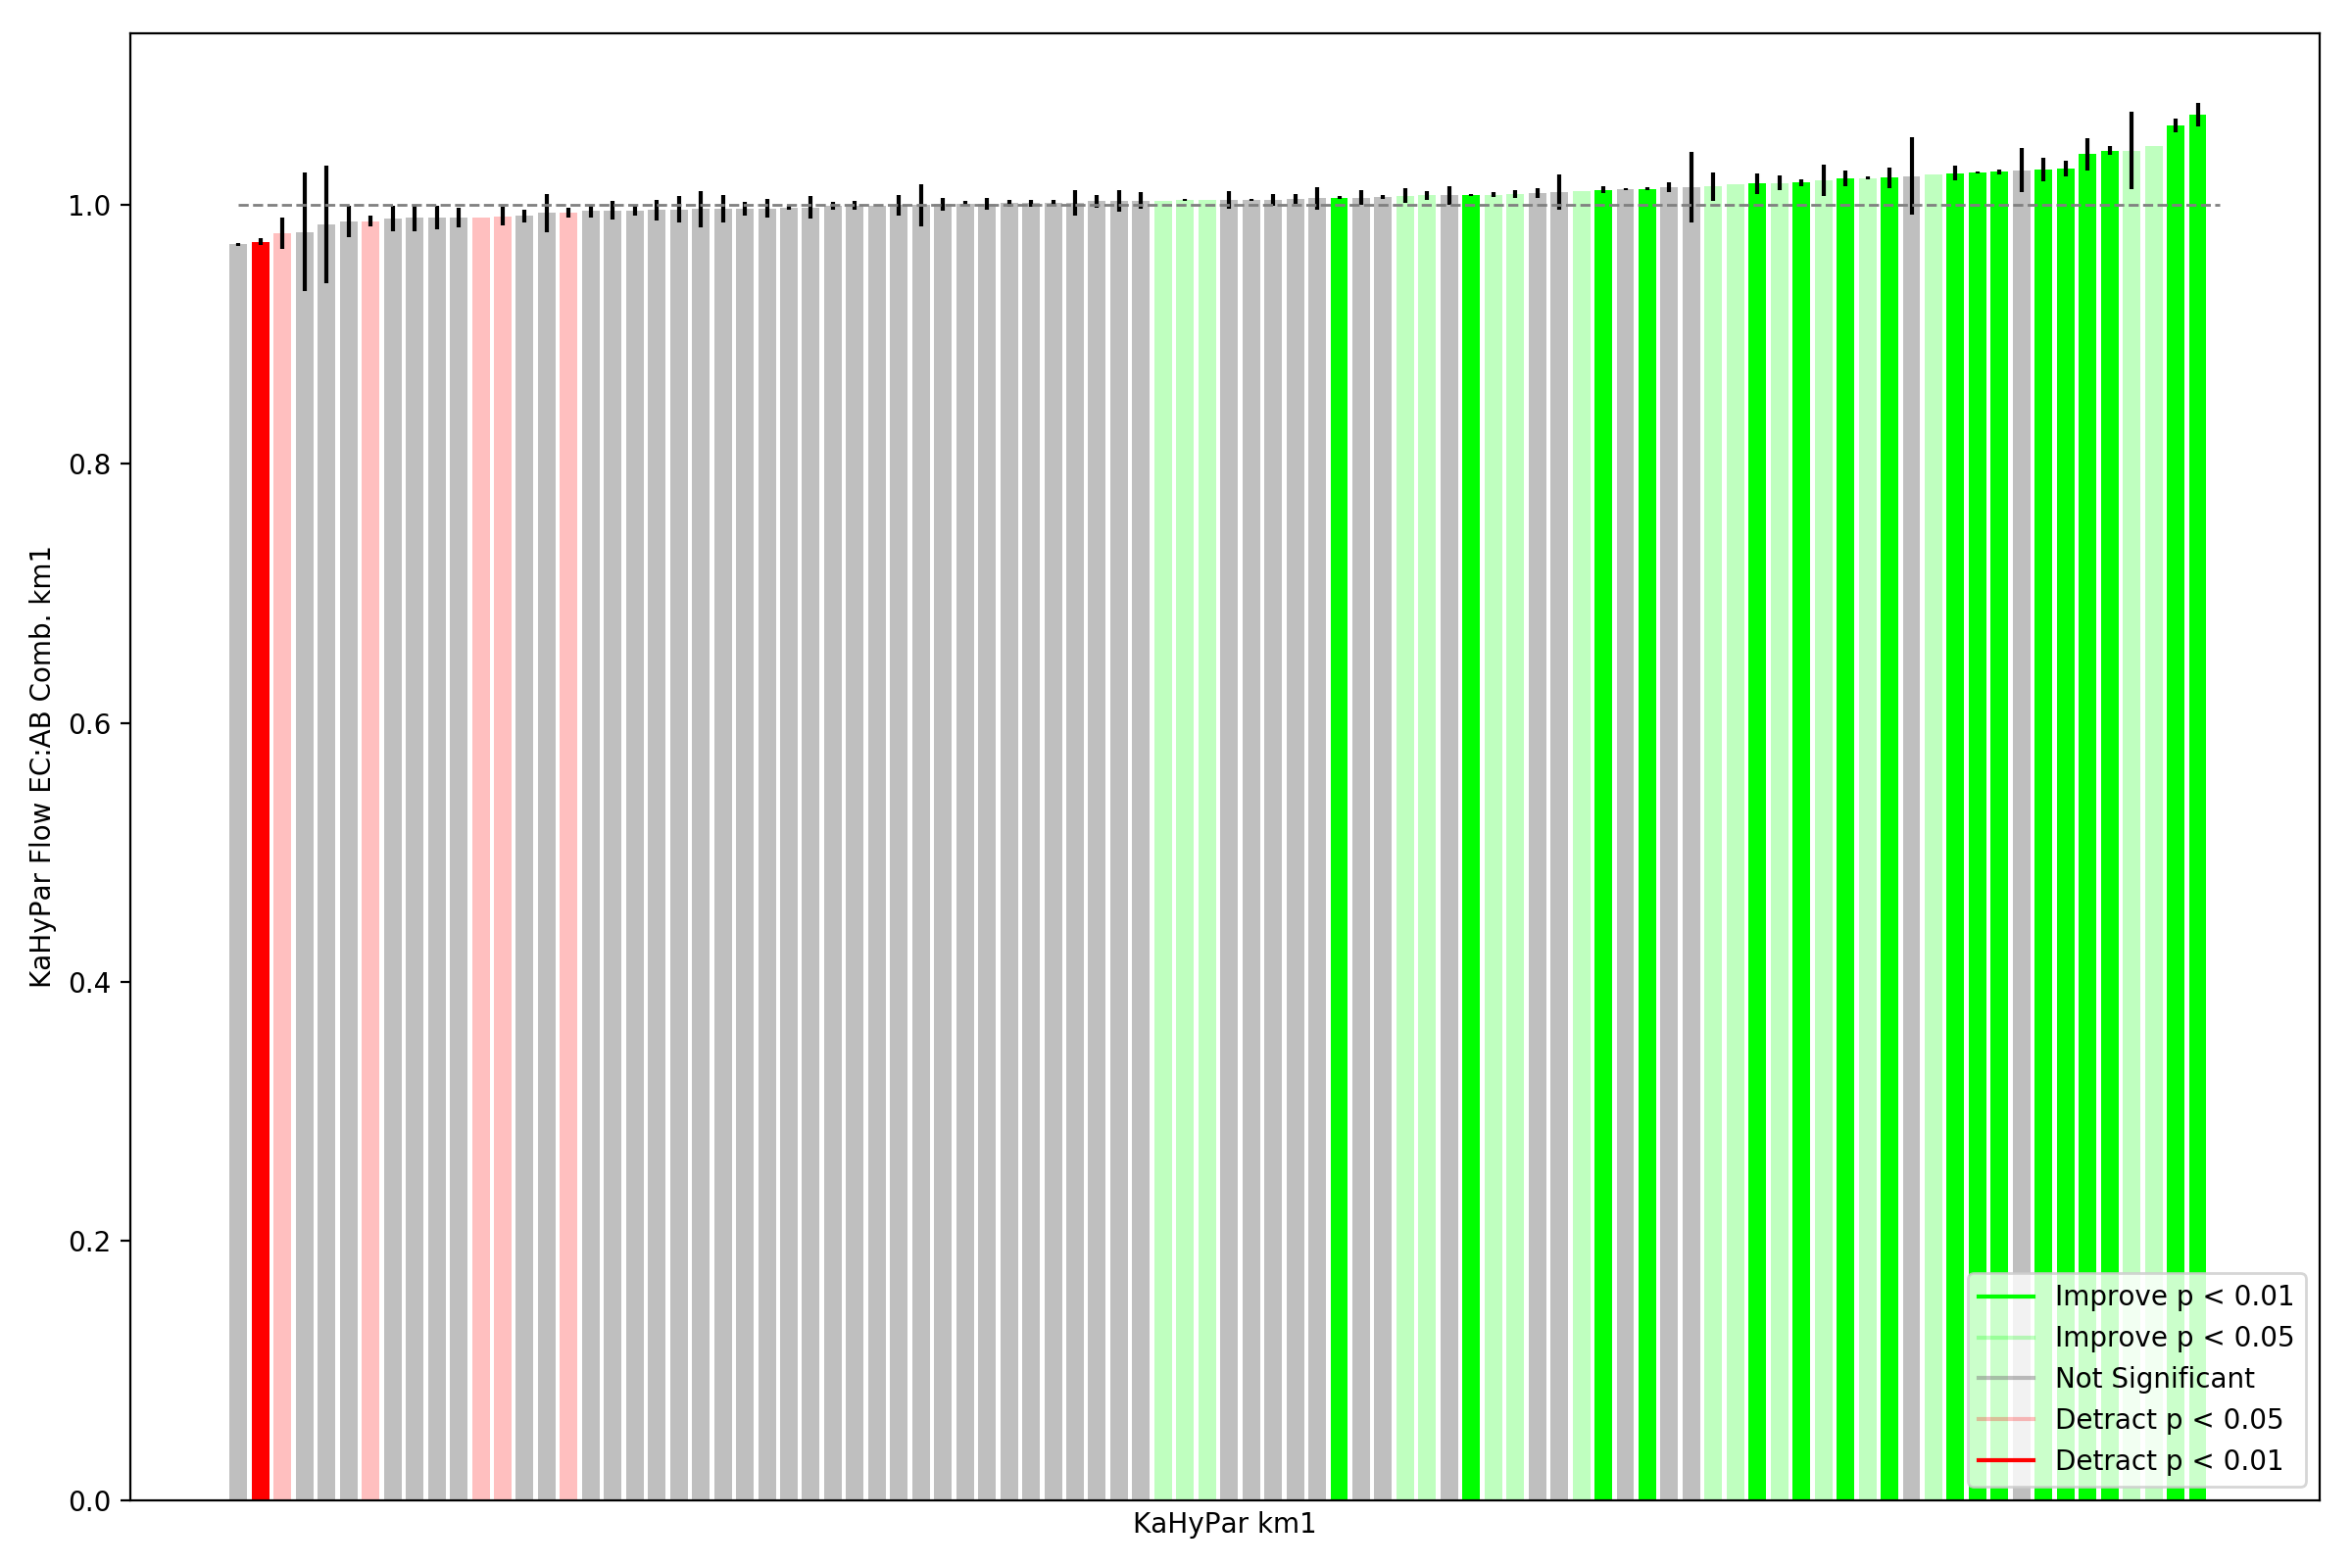 1.0
0.8
0.6
0.4
0.2
0.0
KaHyPar Flow EC:AB Comb. km1
KaHyPar km1
Improve p < 0.01
Improve p < 0.05
Not Significant
Detract p < 0.05
Detract p < 0.01